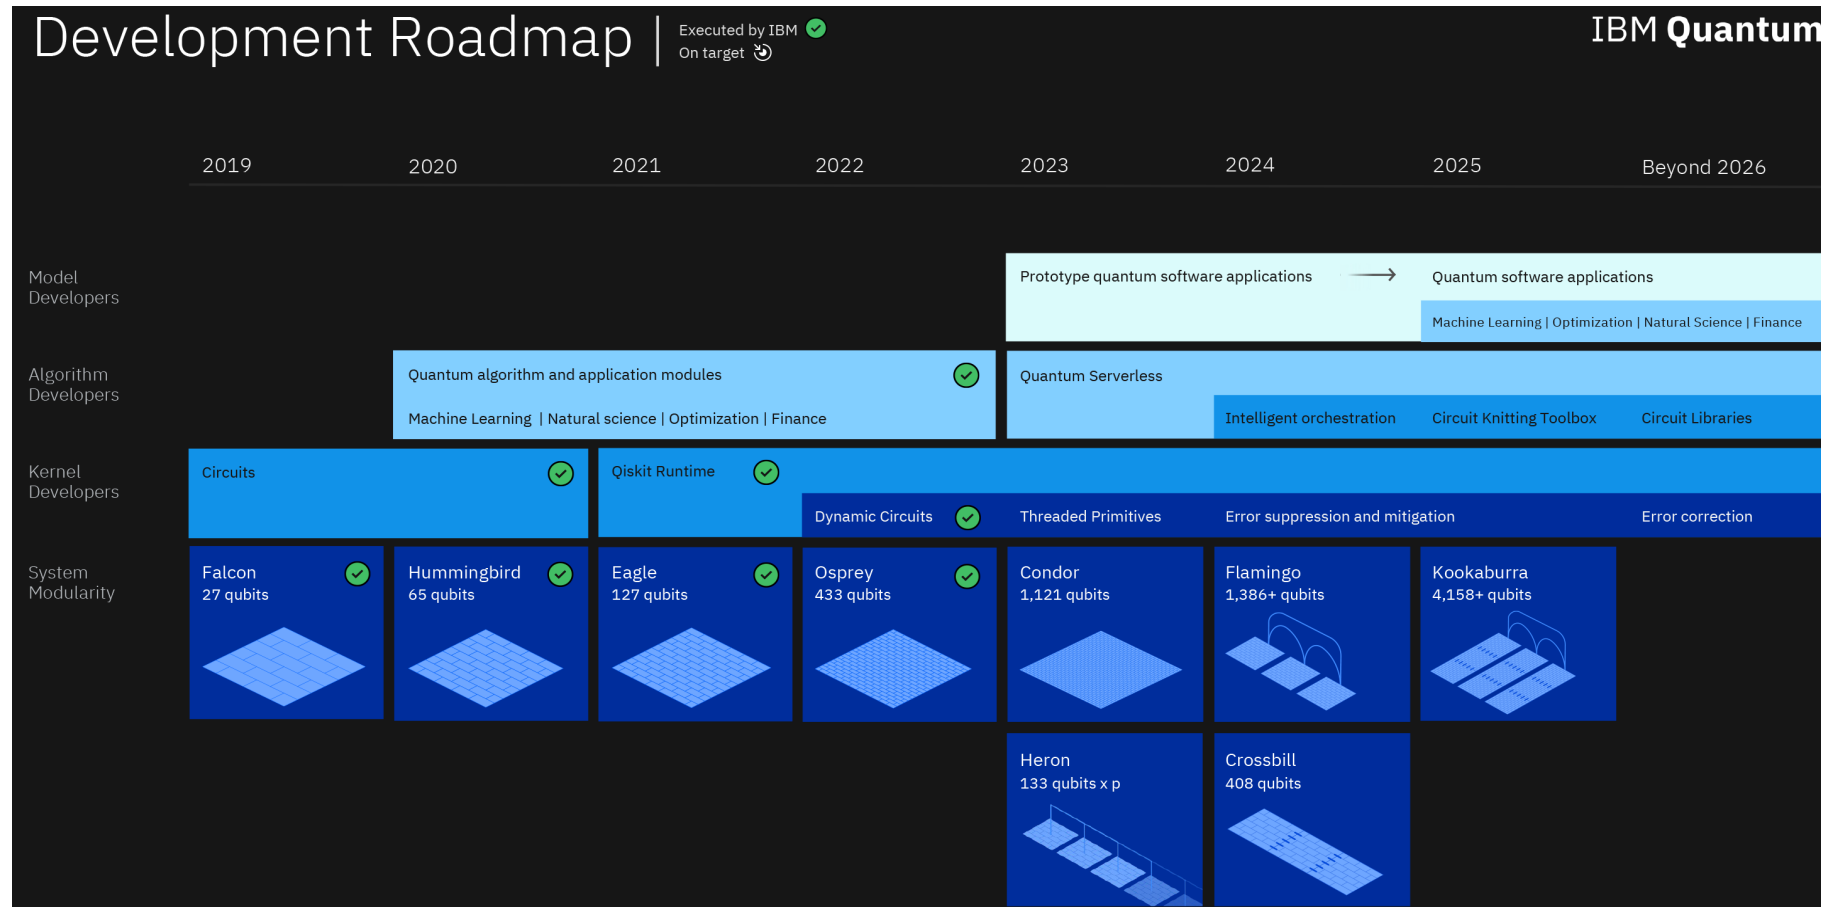 Development Roadmap
Executed by IBM
On target
IBM Quantum
2019
2020
2021
2022
2023
2024
2025
Beyond 2026
Model
Developers
Prototype quantum software applications
Quantum software applications
Machine Learning | Optimization | Natural Science | Finance
Algorithm
Developers
Quantum algorithm and application modules
Machine Learning | Natural science | Optimization | Finance
Quantum Serverless
Intelligent orchestration
Circuit Knitting Toolbox
Circuit Libraries
Kernel
Developers
Circuits
Qiskit Runtime
Dynamic Circuits
Threaded Primitives
Error suppression and mitigation
Error correction
System
Modularity
Falcon
27 qubits
Hummingbird
65 qubits
Eagle
127 qubits
Osprey
433 qubits
Condor
1,121 qubits
Flamingo
1,386+ qubits
Kookaburra
4,158+ qubits
Heron
133 qubits x p
Crossbill
408 qubits